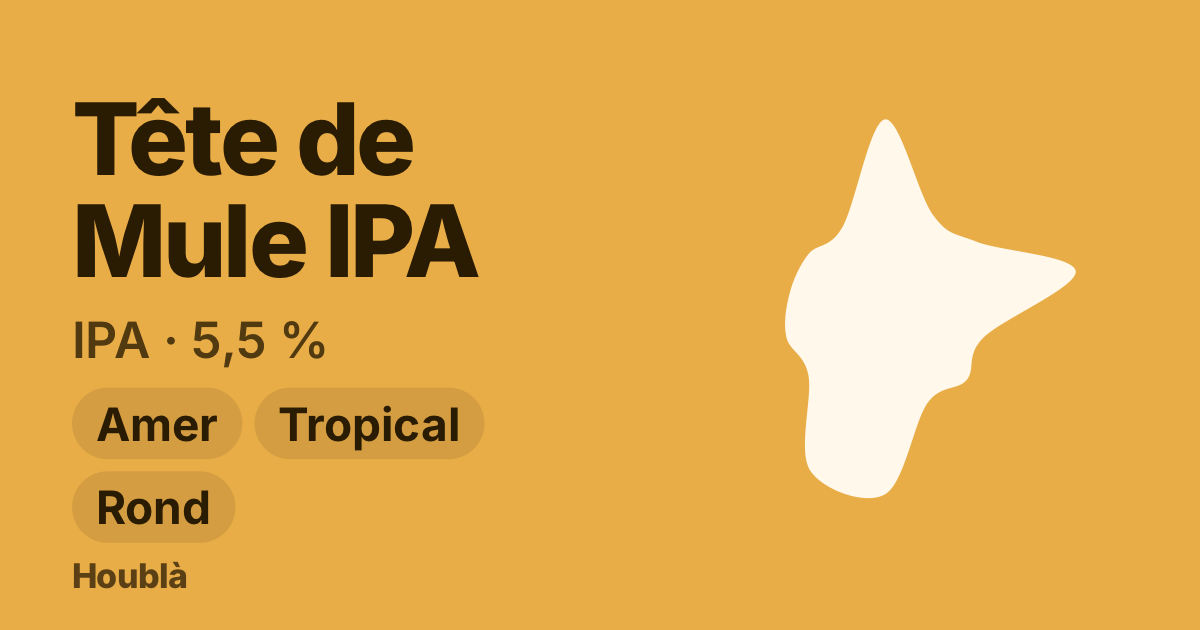 Tête de
Mule IPA
IPA · 5,5 %
Amer Tropical
Rond
Houblà